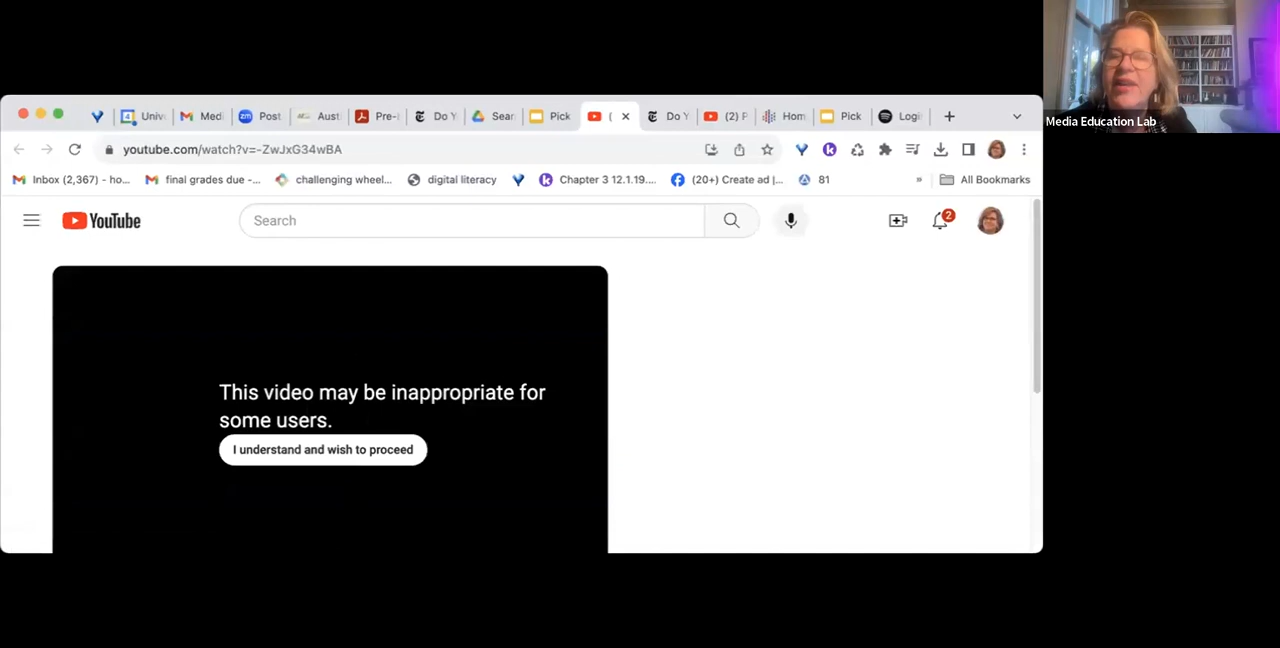 Univ
Medi
Post
Aust
Pre-
Do Y
Sear
Pick
(
Do Y
(2) P
Hom
Pick
Logi
youtube.com/watch?v=-ZwJxG34wBA
Inbox (2,367) - ho...
final grades due -...
challenging wheel...
digital literacy
Chapter 3 12.1.19....
(20+) Create ad |...
81
»
All Bookmarks
YouTube
Search
2
This video may be inappropriate for
some users.
I understand and wish to proceed
Media Education Lab